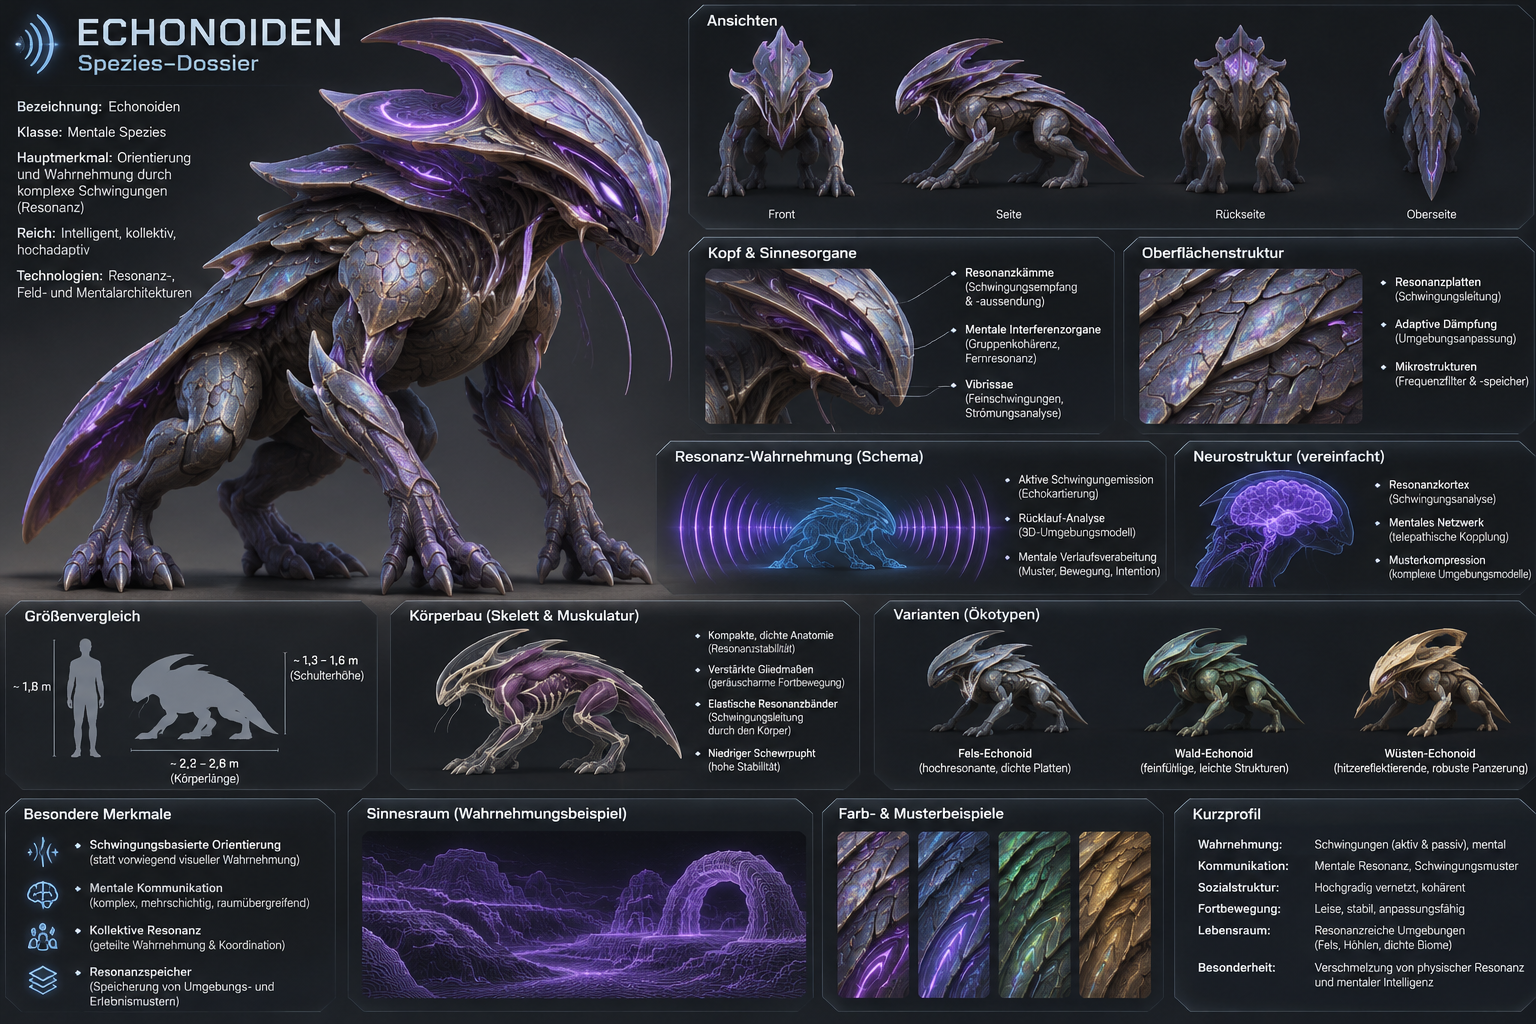 ECHONOIDEN
Spezies-Dossier
Bezeichnung: Echonoiden
Klasse: Mentale Spezies
Hauptmerkmal: Orientierung
und Wahrnehmung durch
komplexe Schwingungen
(Resonanz)
Reich: Intelligent, kollektiv,
hochadaptiv
Technologien: Resonanz-,
Feld- und Mentalarchitekturen
Ansichten
Front
Seite
Rückseite
Oberseite
Kopf & Sinnesorgane
Resonanzkämme
(Schwingungsempfang
& -aussendung)
Mentale Interferenzorgane
(Gruppenkohärenz,
Fernresonanz)
Vibrissae
(Feinschwingungen,
Strömungsanalyse)
Oberflächenstruktur
Resonanzplatten
(Schwingungsleitung)
Adaptive Dämpfung
(Umgebungsanpassung)
Mikrostrukturen
(Frequenzfilter & -speicher)
Resonanz-Wahrnehmung (Schema)
Aktive Schwingungemission
(Echokartierung)
Rücklauf-Analyse
(3D-Umgebungsmodell)
Mentale Verlaufsverabeitung
(Muster, Bewegung, Intention)
Neurostruktur (vereinfacht)
Resonanzkortex
(Schwingungsanalyse)
Mentales Netzwerk
(telepathische Kopplung)
Musterkompression
(komplexe Umgebungsmodelle)
Größenvergleich
~ 1,8 m
~ 1,3 – 1,6 m
(Schulterhöhe)
~ 2,2 – 2,6 m
(Körperlänge)
Körperbau (Skelett & Muskulatur)
Kompakte, dichte Anatomie
(Resonanzstabilität)
Verstärkte Gliedmaßen
(geräuscharme Fortbewegung)
Elastische Resonanzbänder
(Schwingungsleitung
durch den Körper)
Niedriger Schewrpupht
(hohe Stabilität)
Varianten (Ökotypen)
Fels-Echonoid
(hochresonante, dichte Platten)
Wald-Echonoid
(feinfühlige, leichte Strukturen)
Wüsten-Echonoid
(hitzereflektierende, robuste Panzerung)
Besondere Merkmale
Schwingungsbasierte Orientierung
(statt vorwiegend visueller Wahrnehmung)
Mentale Kommunikation
(komplex, mehrschichtig, raumübergreifend)
Kollektive Resonanz
(geteilte Wahrnehmung & Koordination)
Resonanzspeicher
(Speicherung von Umgebungs- und
Erlebnismustern)
Sinnesraum (Wahrnehmungsbeispiel)
Farb- & Musterbeispiele
Kurzprofil
Wahrnehmung: Schwingungen (aktiv & passiv), mental
Kommunikation: Mentale Resonanz, Schwingungsmuster
Sozialstruktur: Hochgradig vernetzt, kohärent
Fortbewegung: Leise, stabil, anpassungsfähig
Lebensraum: Resonanzreiche Umgebungen
(Fels, Höhlen, dichte Biome)
Besonderheit: Verschmelzung von physischer Resonanz
und mentaler Intelligenz